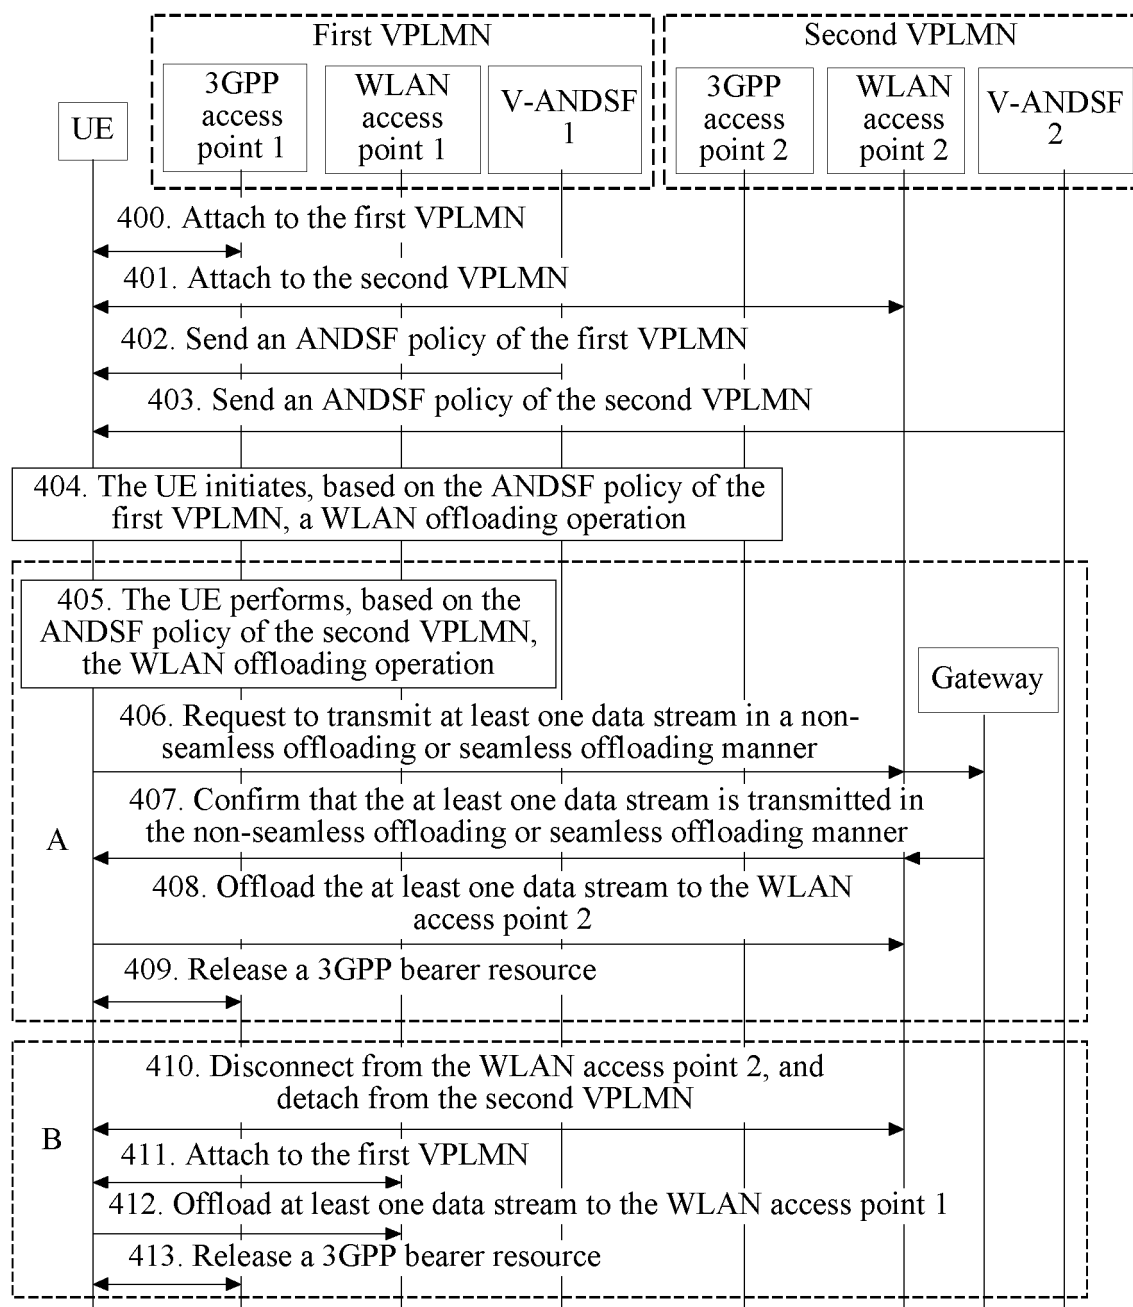 First VPLMN
Second VPLMN
UE
3GPP
access
point 1
WLAN
access
point 1
V-ANDSF
1
3GPP
access
point 2
WLAN
access
point 2
V-ANDSF
2
400. Attach to the first VPLMN
401. Attach to the second VPLMN
402. Send an ANDSF policy of the first VPLMN
403. Send an ANDSF policy of the second VPLMN
404. The UE initiates, based on the ANDSF policy of the
first VPLMN, a WLAN offloading operation
405. The UE performs, based on the
ANDSF policy of the second VPLMN,
the WLAN offloading operation
Gateway
406. Request to transmit at least one data stream in a non-
seamless offloading or seamless offloading manner
407. Confirm that the at least one data stream is transmitted in
the non-seamless offloading or seamless offloading manner
A
408. Offload the at least one data stream to the WLAN
access point 2
409. Release a 3GPP bearer resource
410. Disconnect from the WLAN access point 2, and
detach from the second VPLMN
B
411. Attach to the first VPLMN
412. Offload at least one data stream to the WLAN access point 1
413. Release a 3GPP bearer resource